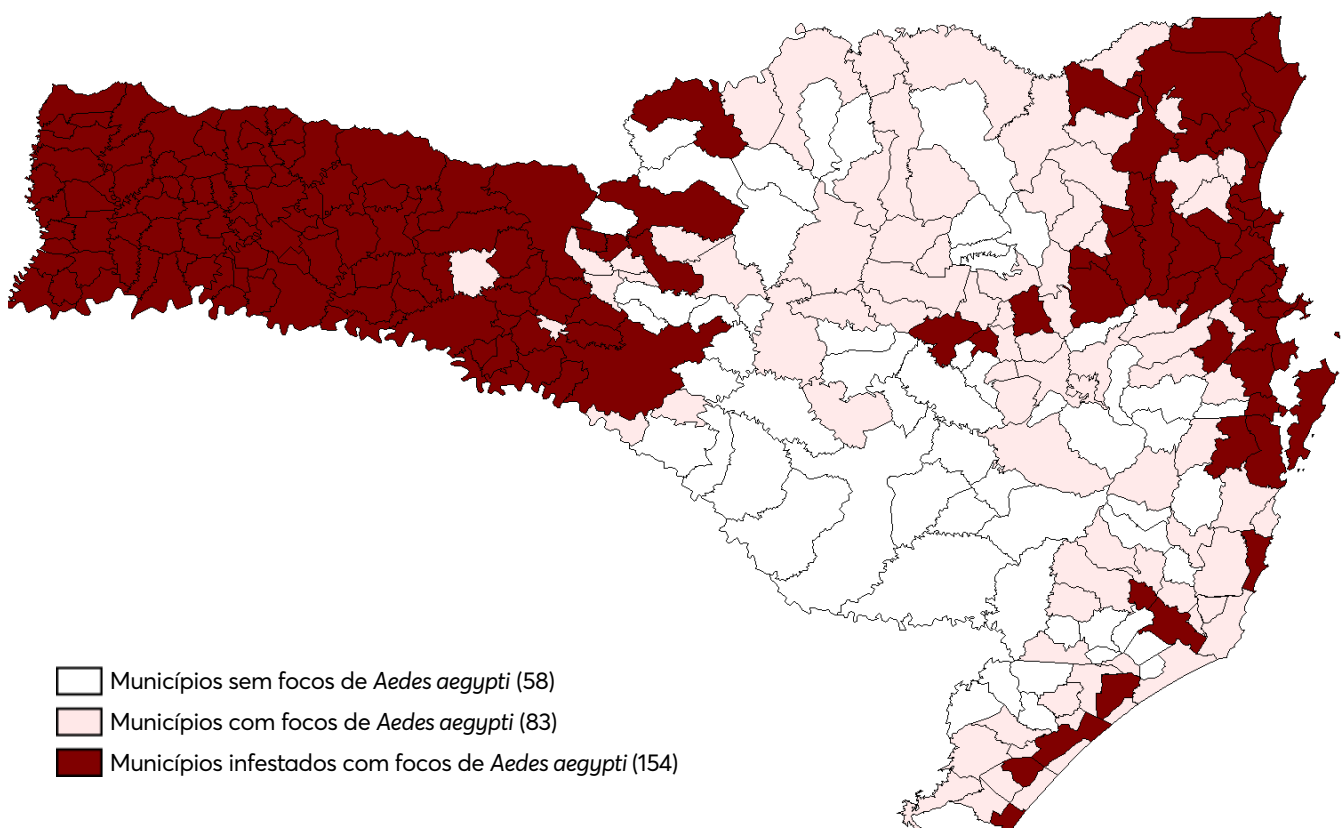 Municípios sem focos de Aedes aegypti (58)
Municípios com focos de Aedes aegypti (83)
Municípios infestados com focos de Aedes aegypti (154)